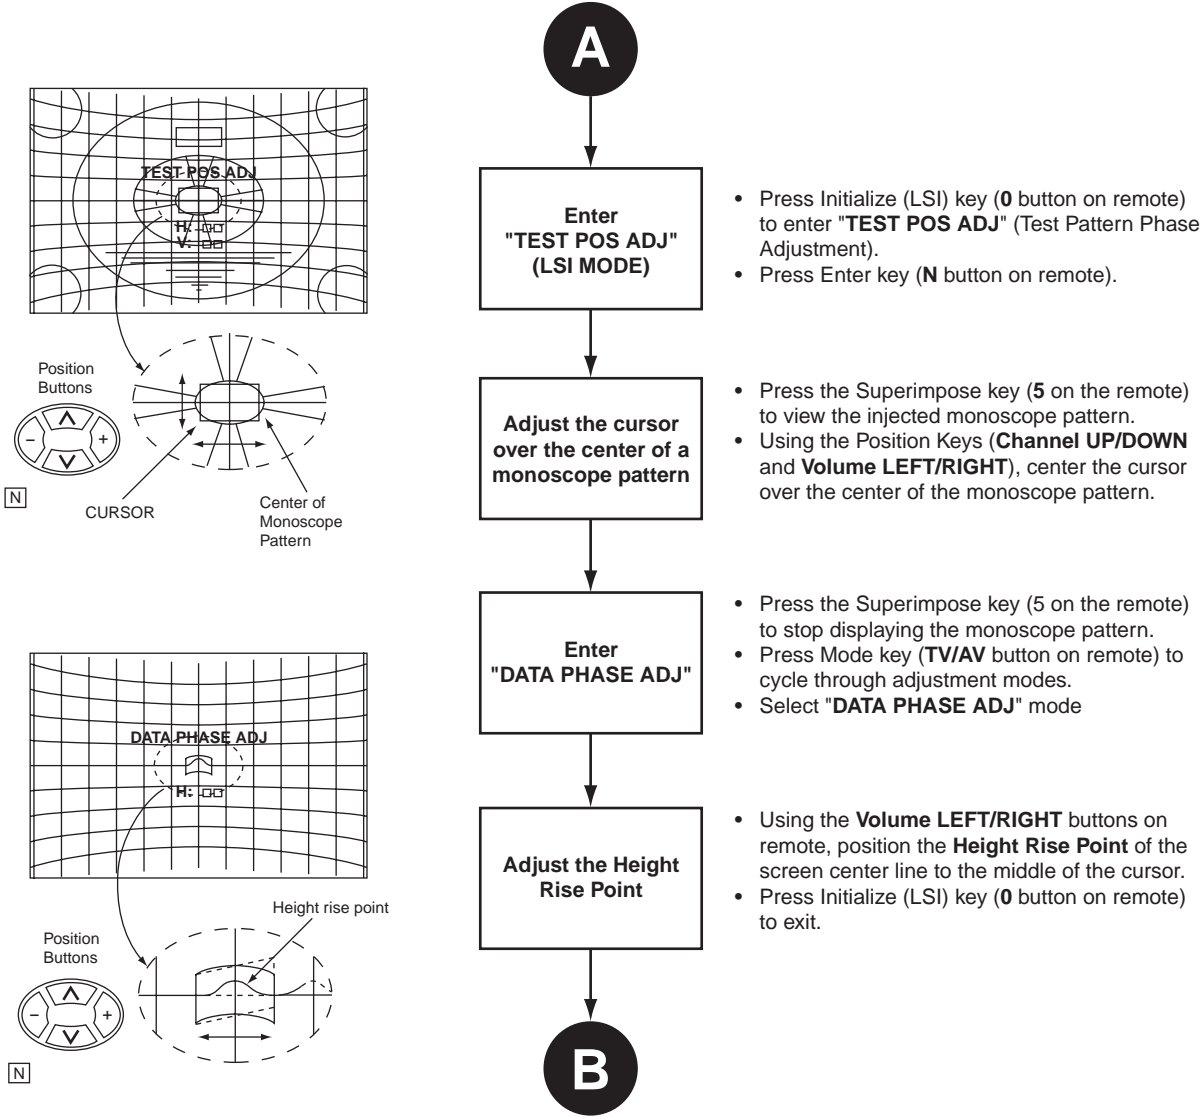 A
TEST POS ADJ
H:
V:
Enter
"TEST POS ADJ"
(LSI MODE)
• Press Initialize (LSI) key (0 button on remote)
to enter "TEST POS ADJ" (Test Pattern Phase
Adjustment).
• Press Enter key (N button on remote).
Position
Buttons
– +
N
CURSOR
Center of
Monoscope
Pattern
Adjust the cursor
over the center of a
monoscope pattern
• Press the Superimpose key (5 on the remote)
to view the injected monoscope pattern.
• Using the Position Keys (Channel UP/DOWN
and Volume LEFT/RIGHT), center the cursor
over the center of the monoscope pattern.
Enter
"DATA PHASE ADJ"
• Press the Superimpose key (5 on the remote)
to stop displaying the monoscope pattern.
• Press Mode key (TV/AV button on remote) to
cycle through adjustment modes.
• Select "DATA PHASE ADJ" mode
DATA PHASE ADJ
H:
Adjust the Height
Rise Point
• Using the Volume LEFT/RIGHT buttons on
remote, position the Height Rise Point of the
screen center line to the middle of the cursor.
• Press Initialize (LSI) key (0 button on remote)
to exit.
Height rise point
Position
Buttons
– +
N
B